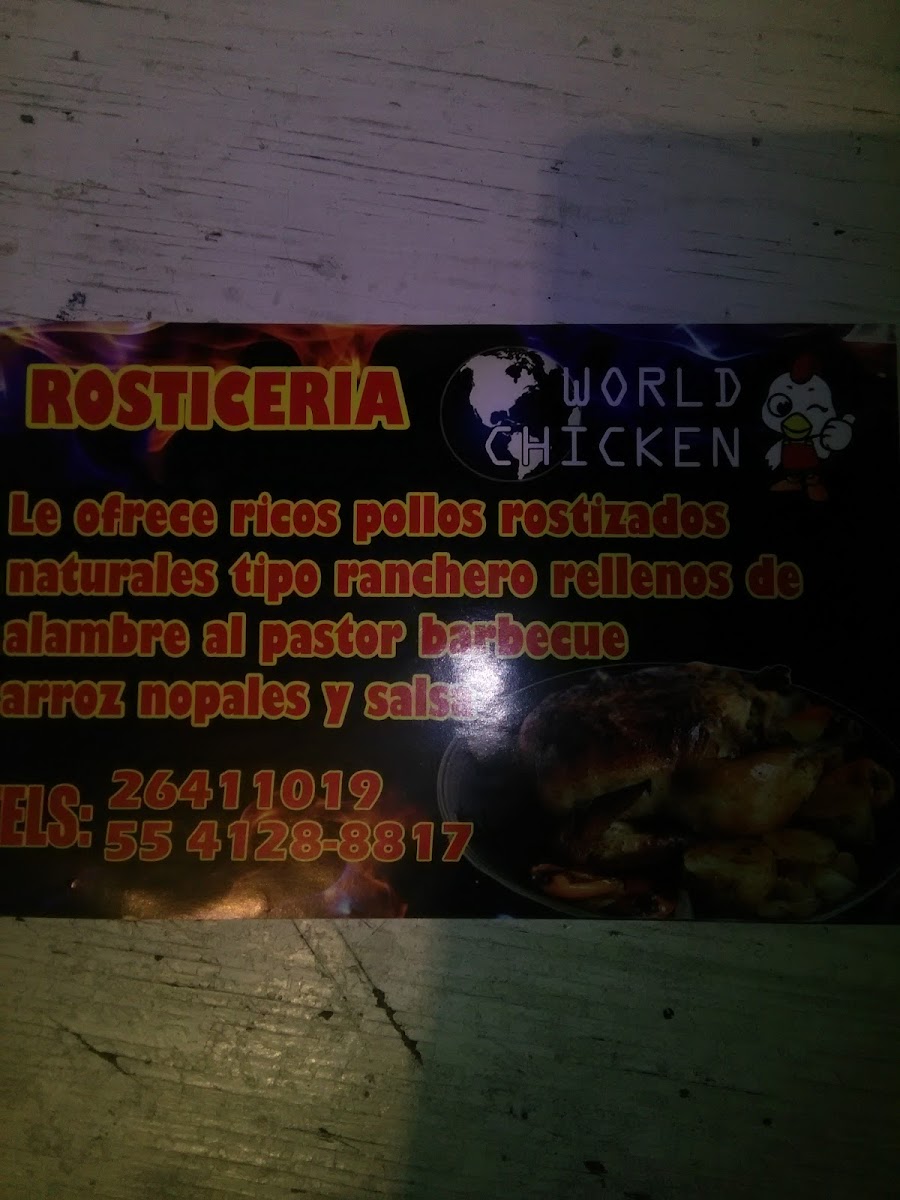 ROSTICERIA
WORLD
CHICKEN
Le ofrece ricos pollos rostizados
naturales tipo ranchero rellenos de
alambre al pastor barbecue
arroz nopales y salsa
TELS: 26411019
55 4128-8817